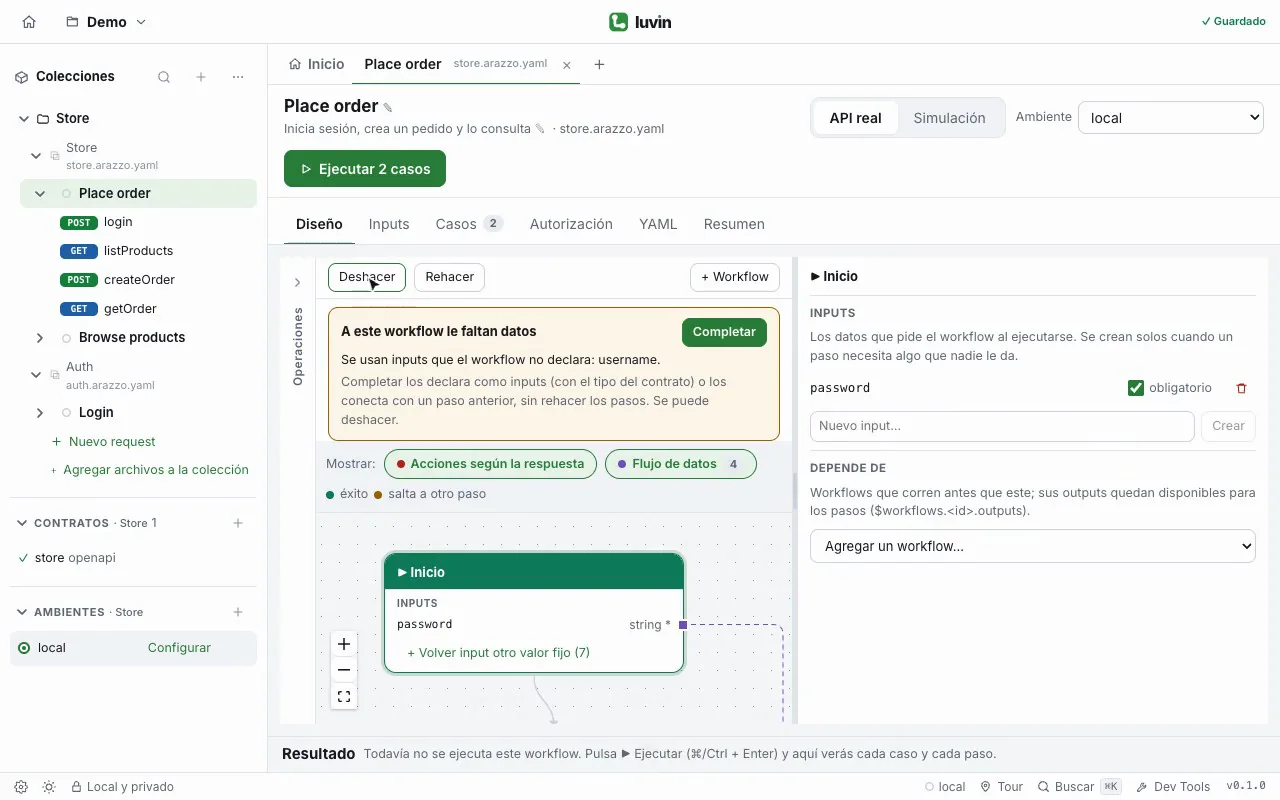 Demo
luvin
✓ Guardado
Colecciones
Store
Store
store.arazzo.yaml
Place order
POST login
GET listProducts
POST createOrder
GET getOrder
Browse products
Auth
auth.arazzo.yaml
Login
+ Nuevo request
+ Agregar archivos a la colección
CONTRATOS · Store 1
✓ store openapi
AMBIENTES · Store
local Configurar
Inicio
Place order store.arazzo.yaml ×
Place order
Inicia sesión, crea un pedido y lo consulta · store.arazzo.yaml
API real Simulación Ambiente local
Ejecutar 2 casos
Diseño Inputs Casos 2 Autorización YAML Resumen
Operaciones
Deshacer Rehacer + Workflow
A este workflow le faltan datos Completar
Se usan inputs que el workflow no declara: username.
Completar los declara como inputs (con el tipo del contrato) o los
conecta con un paso anterior, sin rehacer los pasos. Se puede
deshacer.
Mostrar: Acciones según la respuesta Flujo de datos 4
éxito salta a otro paso
▶ Inicio
INPUTS
password string *
+ Volver input otro valor fijo (7)
▶ Inicio
INPUTS
Los datos que pide el workflow al ejecutarse. Se crean solos cuando un
paso necesita algo que nadie le da.
password obligatorio
Nuevo input... Crear
DEPENDE DE
Workflows que corren antes que este; sus outputs quedan disponibles para
los pasos ($workflows.<id>.outputs).
Agregar un workflow...
Resultado Todavía no se ejecuta este workflow. Pulsa ▶ Ejecutar (⌘/Ctrl + Enter) y aquí verás cada caso y cada paso.
Local y privado
local Tour Buscar ⌘K Dev Tools v0.1.0